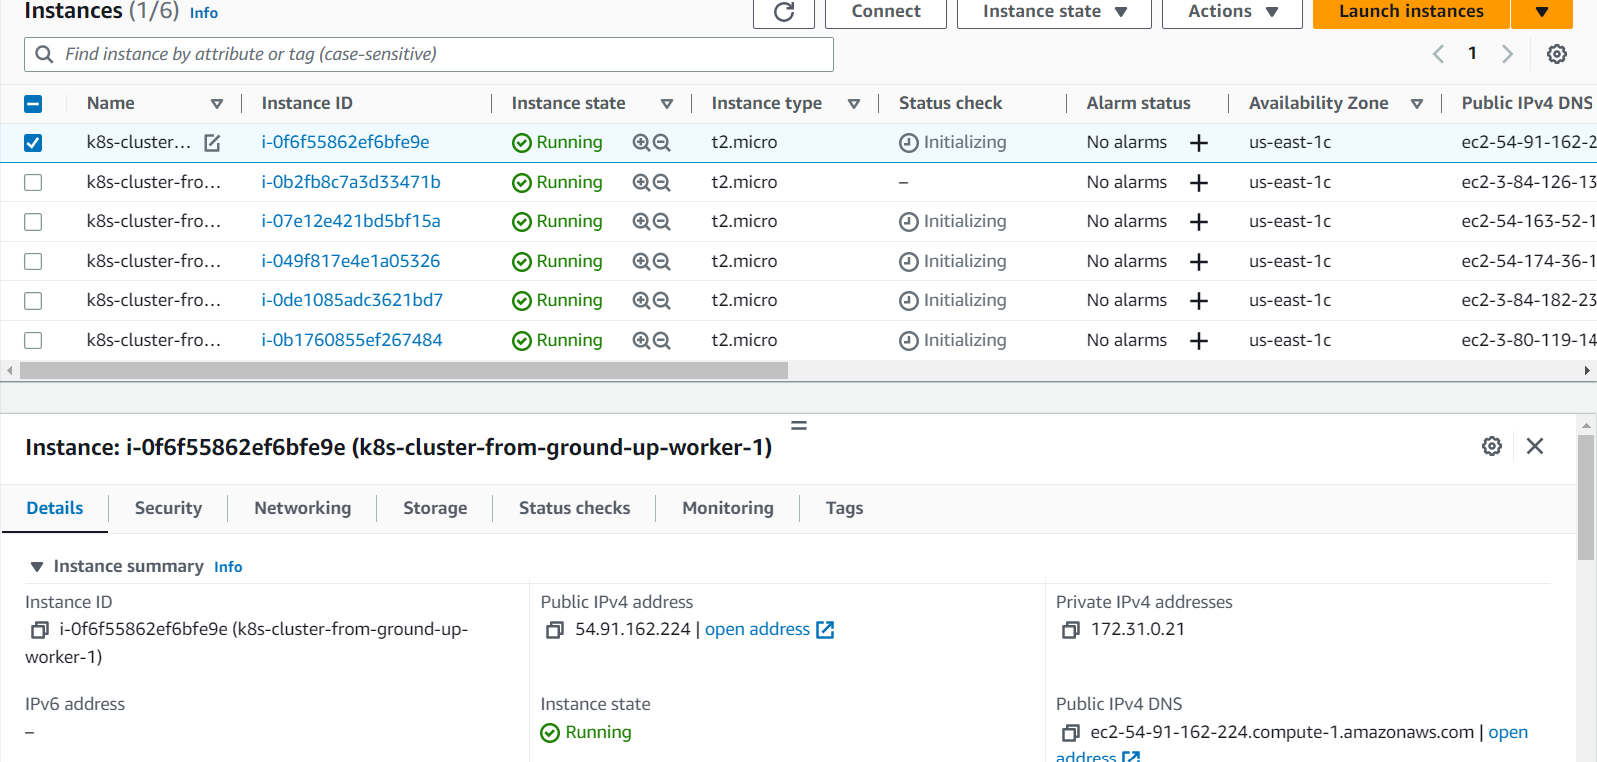 Instances (1/6) Info Connect Instance state Actions Launch instances
Find instance by attribute or tag (case-sensitive) 1
Name Instance ID Instance state Instance type Status check Alarm status Availability Zone Public IPv4 DNS
k8s-cluster... i-0f6f55862ef6bfe9e Running t2.micro Initializing No alarms + us-east-1c ec2-54-91-162-2
k8s-cluster-fro... i-0b2fb8c7a3d33471b Running t2.micro – No alarms + us-east-1c ec2-3-84-126-13
k8s-cluster-fro... i-07e12e421bd5bf15a Running t2.micro Initializing No alarms + us-east-1c ec2-54-163-52-1
k8s-cluster-fro... i-049f817e4e1a05326 Running t2.micro Initializing No alarms + us-east-1c ec2-54-174-36-1
k8s-cluster-fro... i-0de1085adc3621bd7 Running t2.micro Initializing No alarms + us-east-1c ec2-3-84-182-23
k8s-cluster-fro... i-0b1760855ef267484 Running t2.micro Initializing No alarms + us-east-1c ec2-3-80-119-14
Instance: i-0f6f55862ef6bfe9e (k8s-cluster-from-ground-up-worker-1)
Details Security Networking Storage Status checks Monitoring Tags
Instance summary Info
Instance ID
i-0f6f55862ef6bfe9e (k8s-cluster-from-ground-up-
worker-1)
Public IPv4 address
54.91.162.224 | open address
Private IPv4 addresses
172.31.0.21
IPv6 address
–
Instance state
Running
Public IPv4 DNS
ec2-54-91-162-224.compute-1.amazonaws.com | open
address